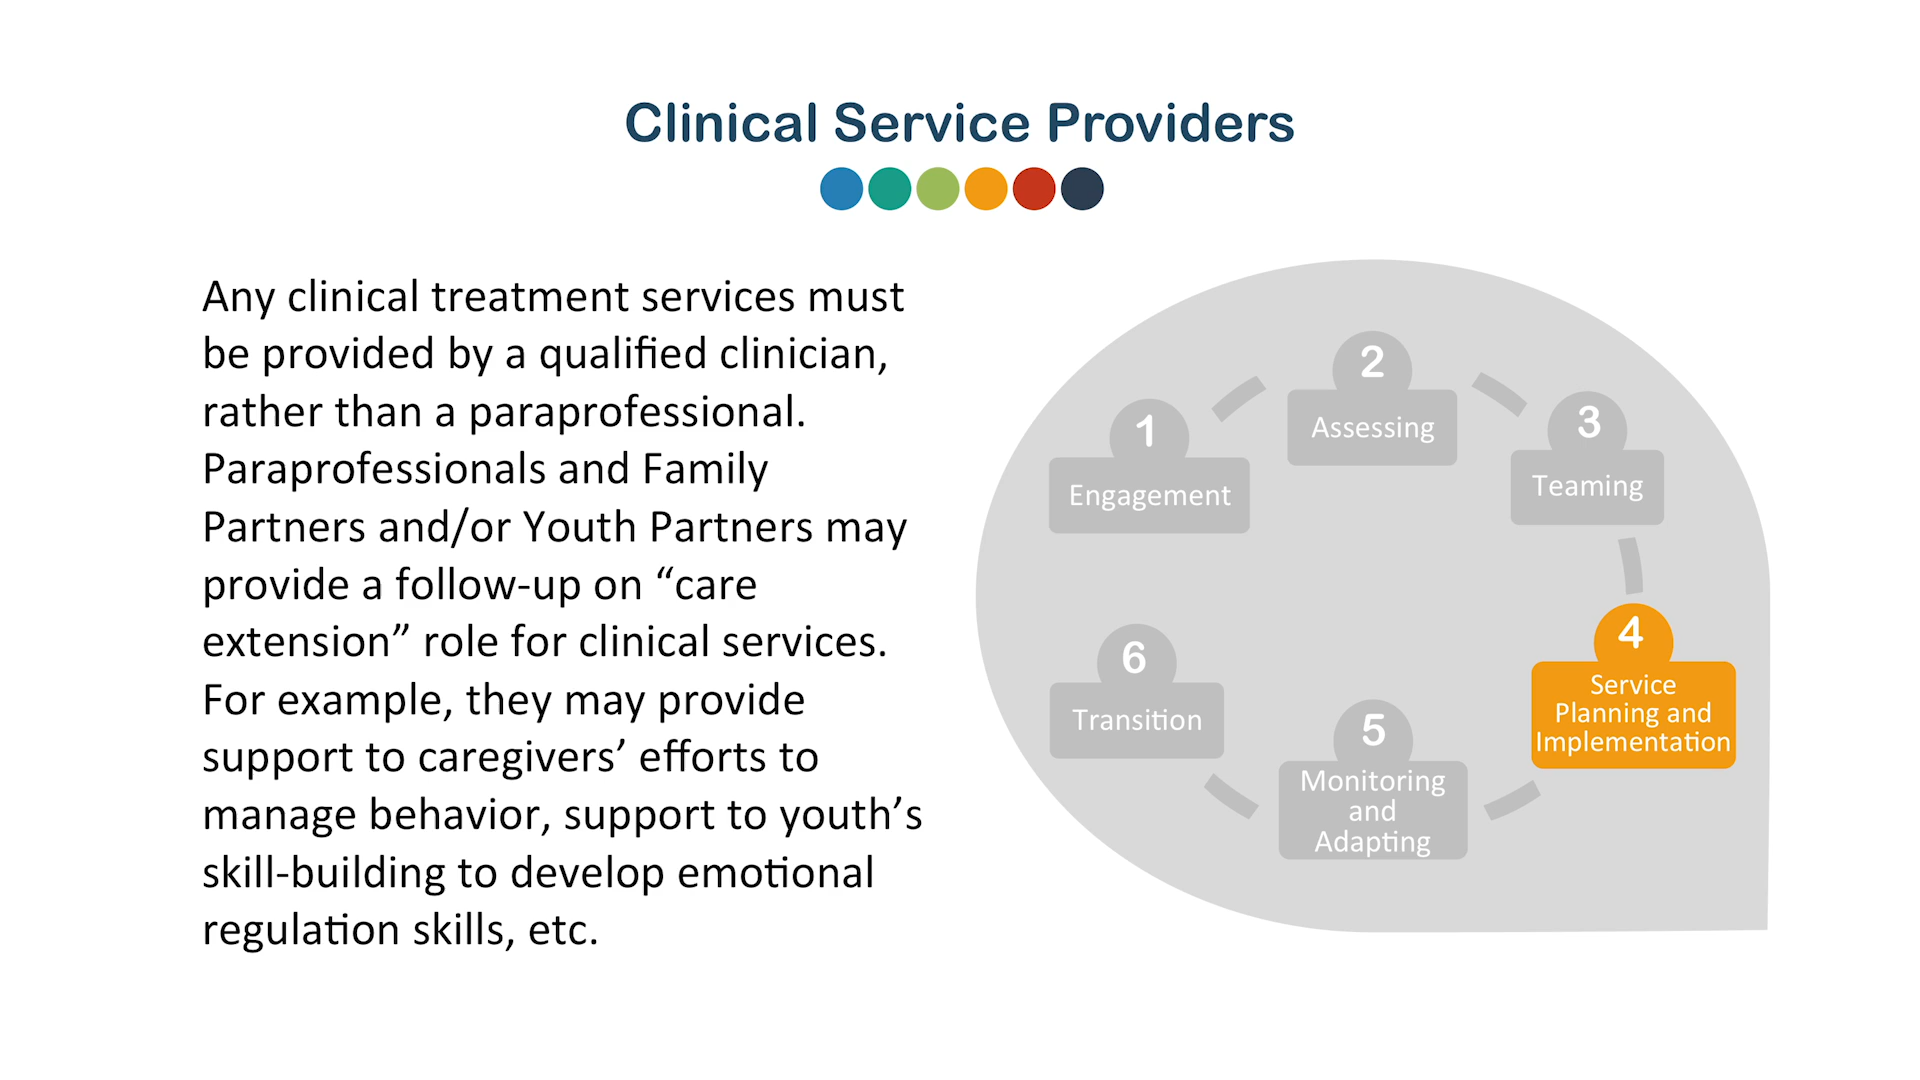 Clinical Service Providers
Any clinical treatment services must
be provided by a qualified clinician,
rather than a paraprofessional.
Paraprofessionals and Family
Partners and/or Youth Partners may
provide a follow-up on “care
extension” role for clinical services.
For example, they may provide
support to caregivers’ efforts to
manage behavior, support to youth’s
skill-building to develop emotional
regulation skills, etc.
1
Engagement
2
Assessing
3
Teaming
4
Service
Planning and
Implementation
5
Monitoring
and
Adapting
6
Transition